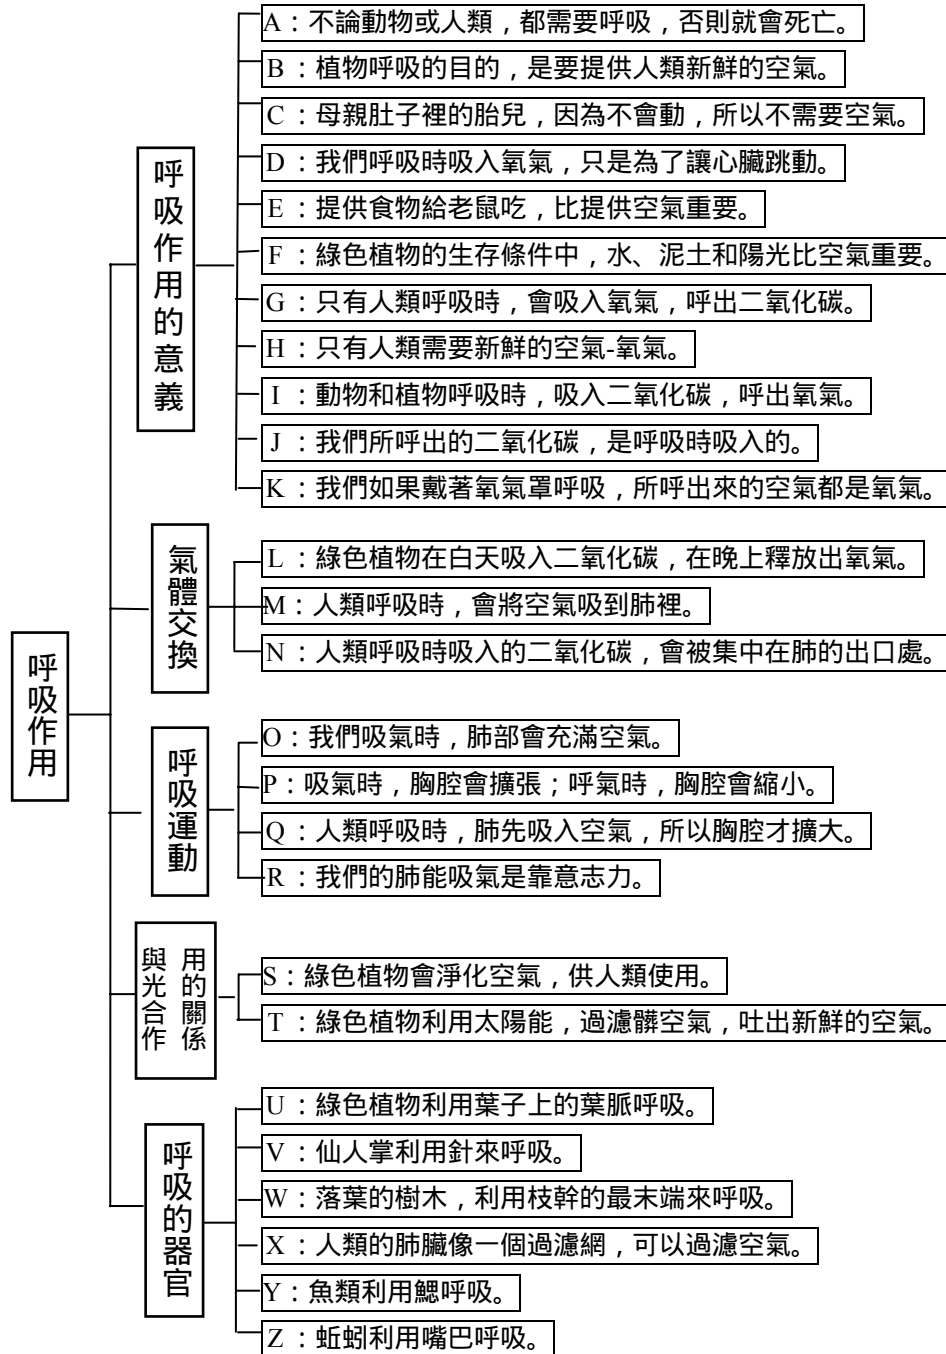 呼吸作用
呼吸作用的意義
A：不論動物或人類，都需要呼吸，否則就會死亡。
B：植物呼吸的目的，是要提供人類新鮮的空氣。
C：母親肚子裡的胎兒，因為不會動，所以不需要空氣。
D：我們呼吸時吸入氧氣，只是為了讓心臟跳動。
E：提供食物給老鼠吃，比提供空氣重要。
F：綠色植物的生存條件中，水、泥土和陽光比空氣重要。
G：只有人類呼吸時，會吸入氧氣，呼出二氧化碳。
H：只有人類需要新鮮的空氣-氧氣。
I：動物和植物呼吸時，吸入二氧化碳，呼出氧氣。
J：我們所呼出的二氧化碳，是呼吸時吸入的。
K：我們如果戴著氧氣罩呼吸，所呼出來的空氣都是氧氣。
氣體交換
L：綠色植物在白天吸入二氧化碳，在晚上釋放出氧氣。
M：人類呼吸時，會將空氣吸到肺裡。
N：人類呼吸時吸入的二氧化碳，會被集中在肺的出口處。
呼吸運動
O：我們吸氣時，肺部會充滿空氣。
P：吸氣時，胸腔會擴張；呼氣時，胸腔會縮小。
Q：人類呼吸時，肺先吸入空氣，所以胸腔才擴大。
R：我們的肺能吸氣是靠意志力。
與光合作
用的關係
S：綠色植物會淨化空氣，供人類使用。
T：綠色植物利用太陽能，過濾髒空氣，吐出新鮮的空氣。
呼吸的器官
U：綠色植物利用葉子上的葉脈呼吸。
V：仙人掌利用針來呼吸。
W：落葉的樹木，利用枝幹的最末端來呼吸。
X：人類的肺臟像一個過濾網，可以過濾空氣。
Y：魚類利用鰓呼吸。
Z：蚯蚓利用嘴巴呼吸。